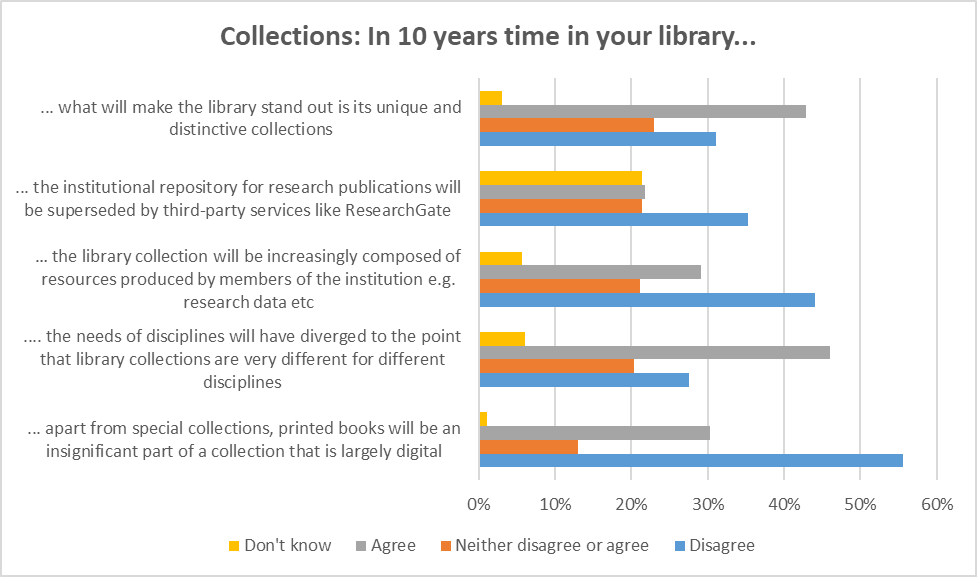 Collections: In 10 years time in your library...
... what will make the library stand out is its unique and
distinctive collections
... the institutional repository for research publications will
be superseded by third-party services like ResearchGate
... the library collection will be increasingly composed of
resources produced by members of the institution e.g.
research data etc
.... the needs of disciplines will have diverged to the point
that library collections are very different for different
disciplines
... apart from special collections, printed books will be an
insignificant part of a collection that is largely digital
0% 10% 20% 30% 40% 50% 60%
Don't know Agree Neither disagree or agree Disagree